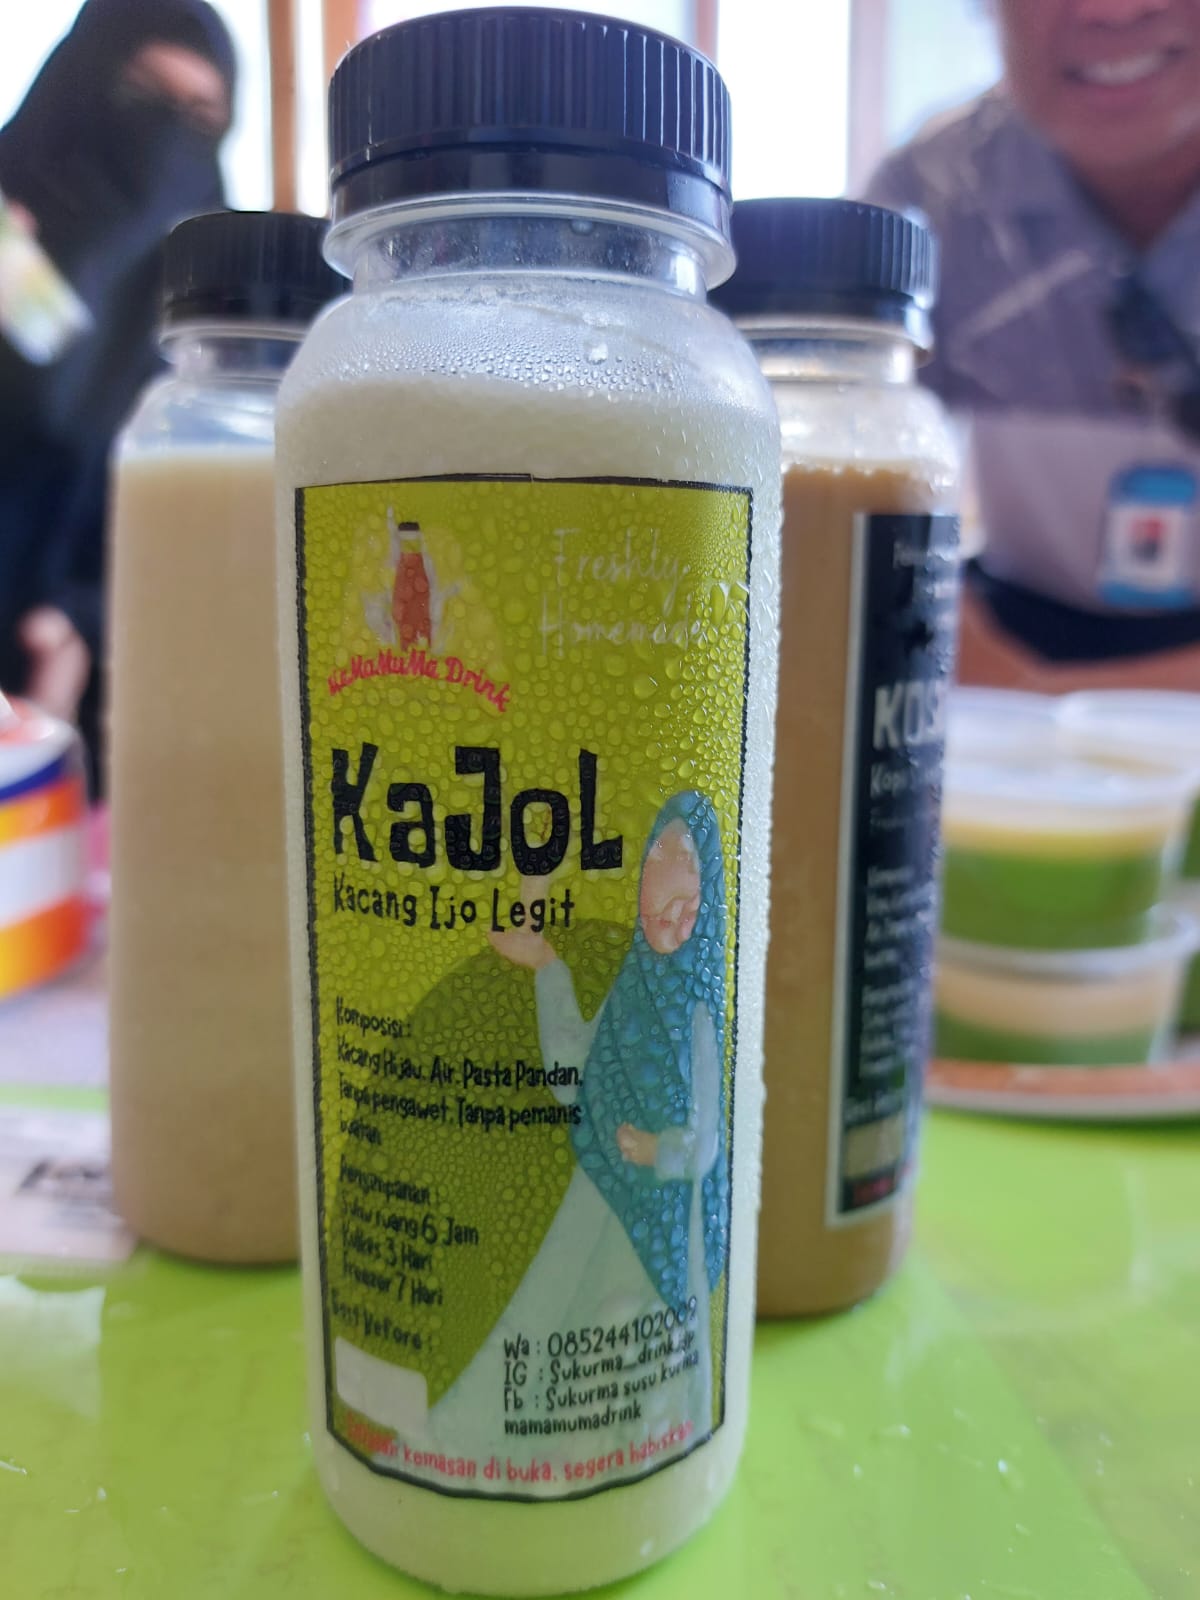 Freshly
Homemade
KeMaMuMa Drink
KaJoL
Kacang Ijo Legit
Komposisi :
Kacang Hijau, Air, Pasta Pandan,
Tanpa pengawet, Tanpa pemanis
buatan
Penyimpanan :
Suhu ruang 6 Jam
Kulkas 3 Hari
Freezer 7 Hari
Best Before :
Wa : 085244102009
IG : Sukurma_drink
Fb : Sukurma susu kurma
mamamumadrink
kemasan di buka, segera habiskan
Kopi